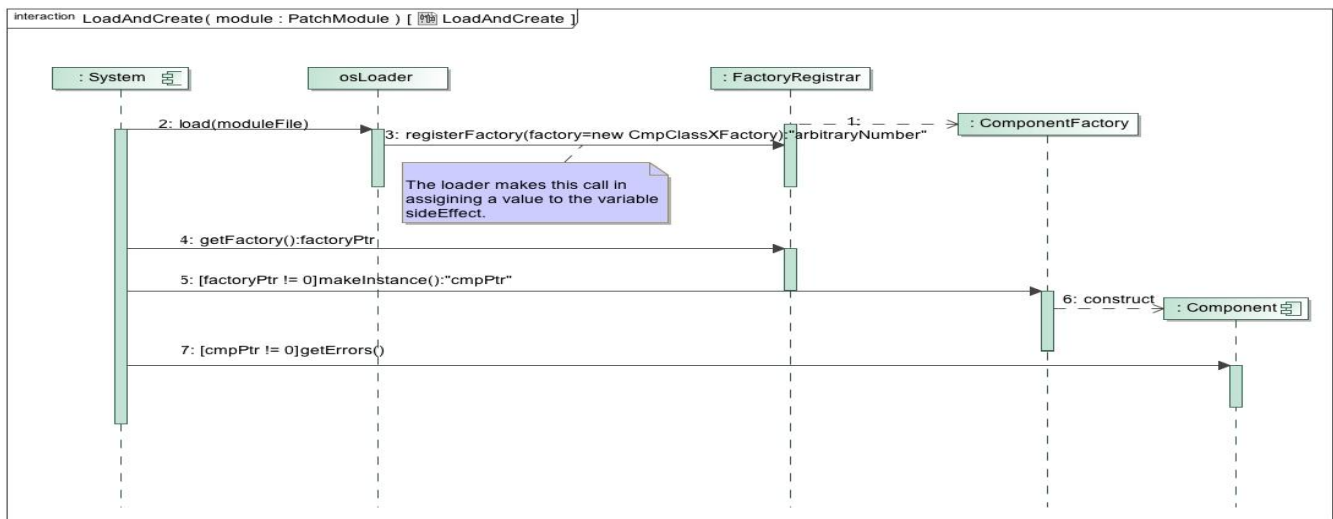 interaction LoadAndCreate( module : PatchModule ) [ LoadAndCreate ]
: System
osLoader
: FactoryRegistrar
1:
: ComponentFactory
2: load(moduleFile)
3: registerFactory(factory=new CmpClassXFactory):"arbitraryNumber"
The loader makes this call in
assigining a value to the variable
sideEffect.
4: getFactory():factoryPtr
5: [factoryPtr != 0]makeInstance():"cmpPtr"
6: construct
: Component
7: [cmpPtr != 0]getErrors()